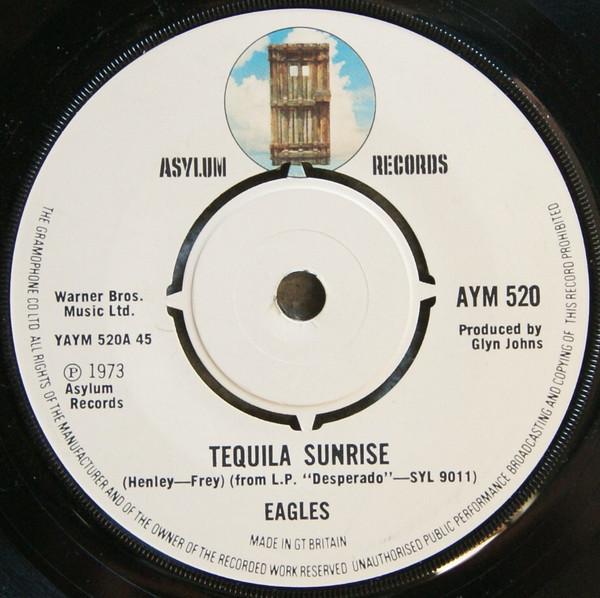 ASYLUM RECORDS
Warner Bros.
Music Ltd.
YAYM 520A 45
℗ 1973
Asylum
Records
AYM 520
Produced by
Glyn Johns
TEQUILA SUNRISE
(Henley—Frey) (from L.P. "Desperado"—SYL 9011)
EAGLES
MADE IN GT BRITAIN
THE GRAMOPHONE CO LTD ALL RIGHTS OF THE MANUFACTURER AND OF THE OWNER OF THE RECORDED WORK RESERVED UNAUTHORISED PUBLIC PERFORMANCE BROADCASTING AND COPYING OF THIS RECORD PROHIBITED